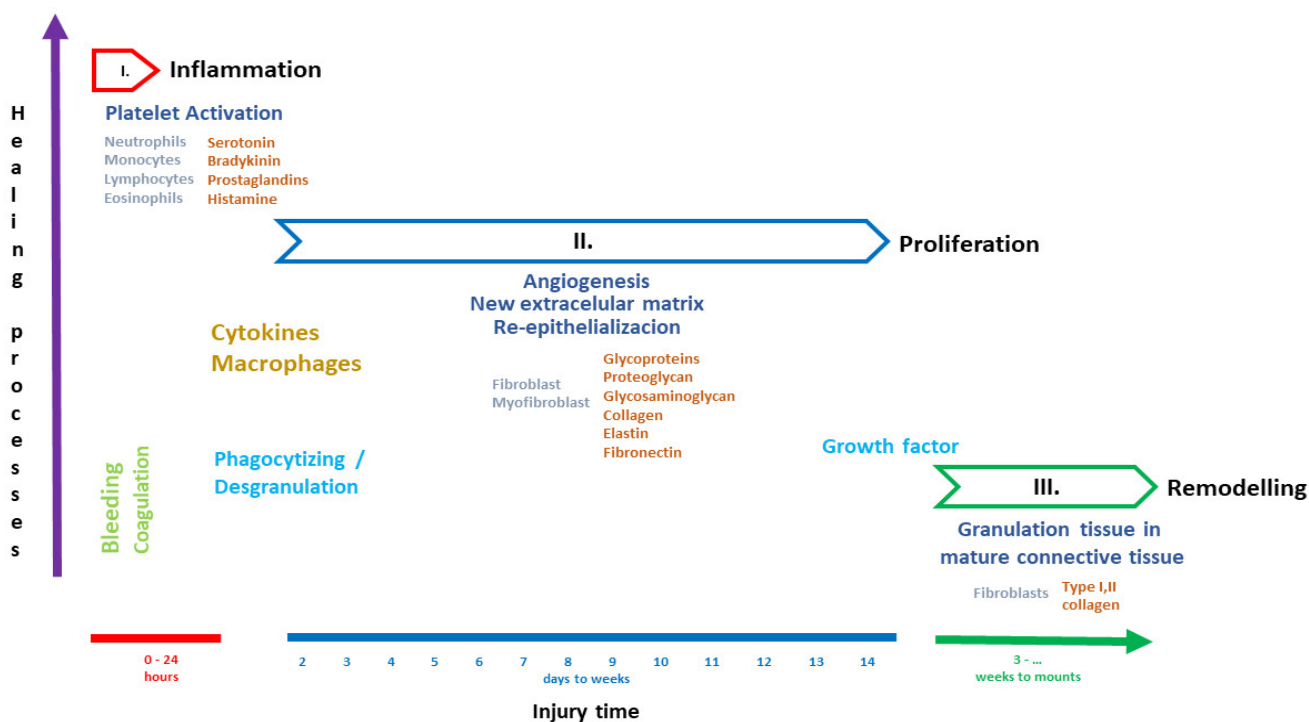 Healing processes
I.
Inflammation
Platelet Activation
Neutrophils
Monocytes
Lymphocytes
Eosinophils
Serotonin
Bradykinin
Prostaglandins
Histamine
II.
Proliferation
Angiogenesis
New extracelular matrix
Re-epithelializacion
Cytokines
Macrophages
Fibroblast
Myofibroblast
Glycoproteins
Proteoglycan
Glycosaminoglycan
Collagen
Elastin
Fibronectin
Bleeding
Coagulation
Phagocytizing /
Desgranulation
Growth factor
III.
Remodelling
Granulation tissue in
mature connective tissue
Fibroblasts
Type I,II
collagen
0 - 24
hours
2 3 4 5 6 7 8 9 10 11 12 13 14
days to weeks
3 - ...
weeks to mounts
Injury time